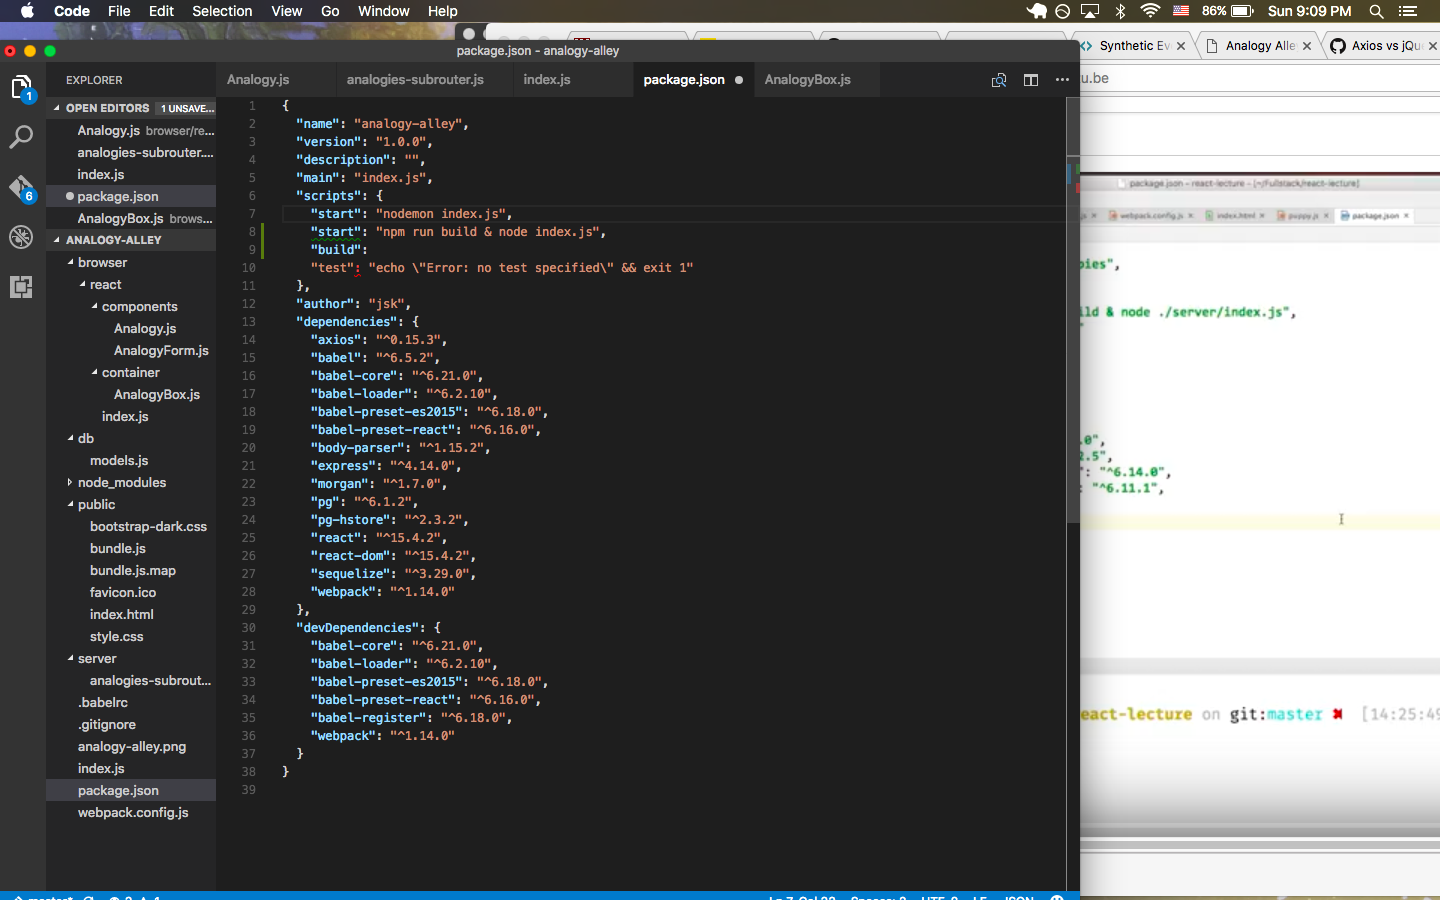 Code File Edit Selection View Go Window Help 86% Sun 9:09 PM
package.json - analogy-alley
Synthetic Ev
Analogy Alle
Axios vs jQue
u.be
EXPLORER
Analogy.js analogies-subrouter.js index.js package.json AnalogyBox.js
1
6
OPEN EDITORS 1 UNSAVE...
Analogy.js browser/re...
analogies-subrouter....
index.js
package.json
AnalogyBox.js brows...
ANALOGY-ALLEY
browser
react
components
Analogy.js
AnalogyForm.js
container
AnalogyBox.js
index.js
db
models.js
node_modules
public
bootstrap-dark.css
bundle.js
bundle.js.map
favicon.ico
index.html
style.css
server
analogies-subrout...
.babelrc
.gitignore
analogy-alley.png
index.js
package.json
webpack.config.js
1 {
2 "name": "analogy-alley",
3 "version": "1.0.0",
4 "description": "",
5 "main": "index.js",
6 "scripts": {
7 "start": "nodemon index.js",
8 "start": "npm run build & node index.js",
9 "build":
10 "test": "echo \"Error: no test specified\" && exit 1"
11 },
12 "author": "jsk",
13 "dependencies": {
14 "axios": "^0.15.3",
15 "babel": "^6.5.2",
16 "babel-core": "^6.21.0",
17 "babel-loader": "^6.2.10",
18 "babel-preset-es2015": "^6.18.0",
19 "babel-preset-react": "^6.16.0",
20 "body-parser": "^1.15.2",
21 "express": "^4.14.0",
22 "morgan": "^1.7.0",
23 "pg": "^6.1.2",
24 "pg-hstore": "^2.3.2",
25 "react": "^15.4.2",
26 "react-dom": "^15.4.2",
27 "sequelize": "^3.29.0",
28 "webpack": "^1.14.0"
29 },
30 "devDependencies": {
31 "babel-core": "^6.21.0",
32 "babel-loader": "^6.2.10",
33 "babel-preset-es2015": "^6.18.0",
34 "babel-preset-react": "^6.16.0",
35 "babel-register": "^6.18.0",
36 "webpack": "^1.14.0"
37 }
38 }
39
package.json - react-lecture - [~/Fullstack/react-lecture]
webpack.config.js index.html puppy.js package.json
pies",
ild & node ./server/index.js",
"
.0",
2.5",
": "^6.14.0",
: "^6.11.1",
eact-lecture on git:master ✖ [14:25:49